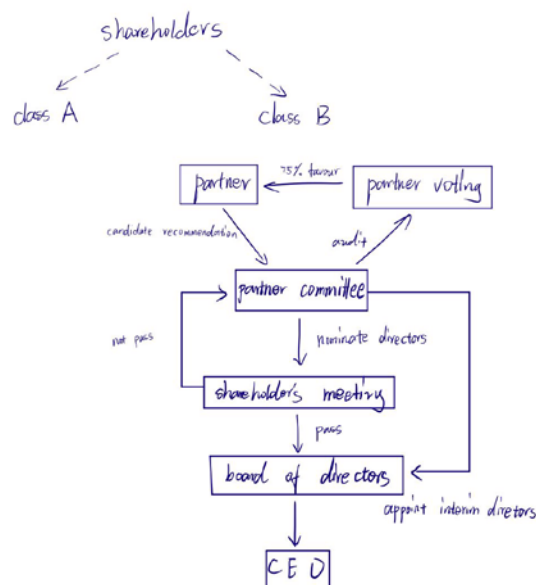 shareholders
class A
class B
75% favour
partner
partner voting
candidate recommendation
audit
partner committee
not pass
nominate directors
shareholders meeting
pass
board of directors
appoint interim diretors
CEO